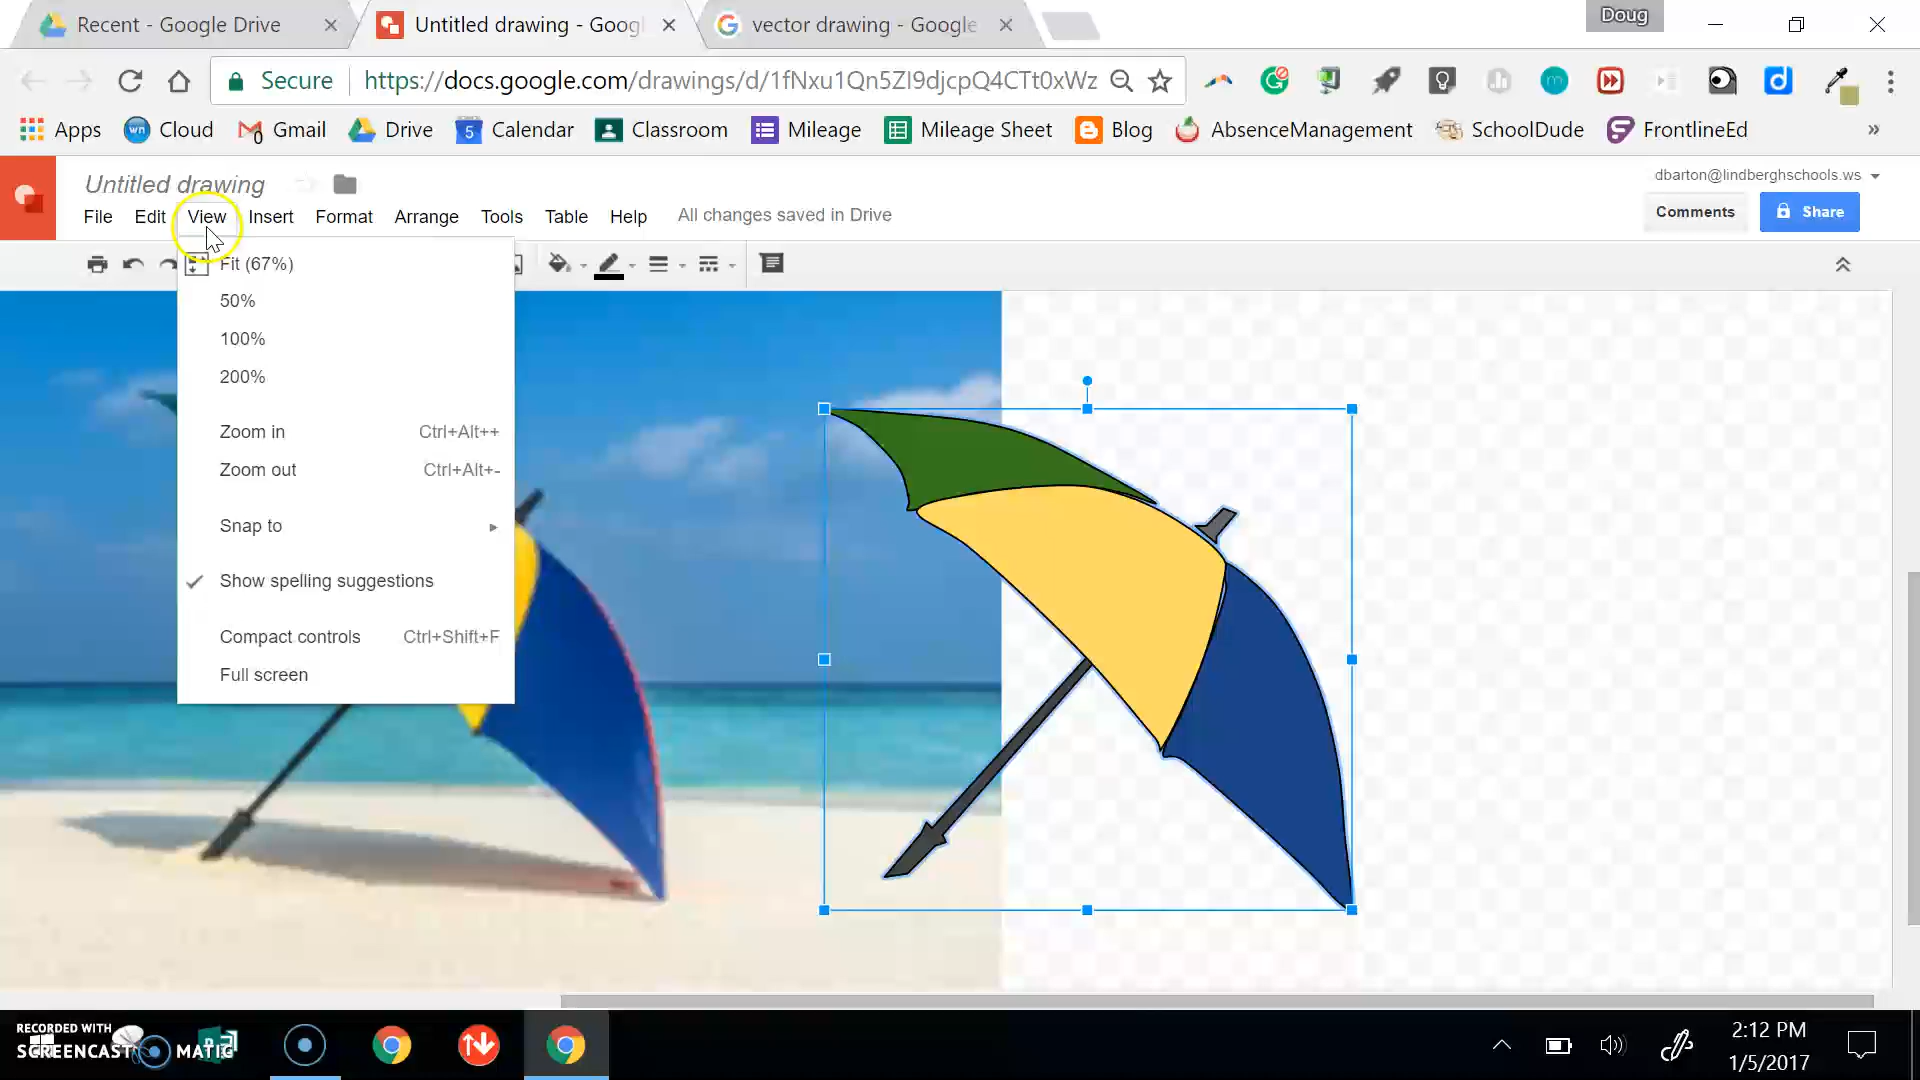 Recent - Google Drive
Untitled drawing - Goog
vector drawing - Google
Doug
Secure
https://docs.google.com/drawings/d/1fNxu1Qn5ZI9djcpQ4CTt0xWz
Apps
Cloud
Gmail
Drive
Calendar
Classroom
Mileage
Mileage Sheet
Blog
AbsenceManagement
SchoolDude
FrontlineEd
»
Untitled drawing
dbarton@lindberghschools.ws
File Edit View Insert Format Arrange Tools Table Help All changes saved in Drive
Comments
Share
Fit (67%)
50%
100%
200%
Zoom in Ctrl+Alt++
Zoom out Ctrl+Alt+-
Snap to
Show spelling suggestions
Compact controls Ctrl+Shift+F
Full screen
RECORDED WITH
SCREENCAST MATIC
2:12 PM
1/5/2017